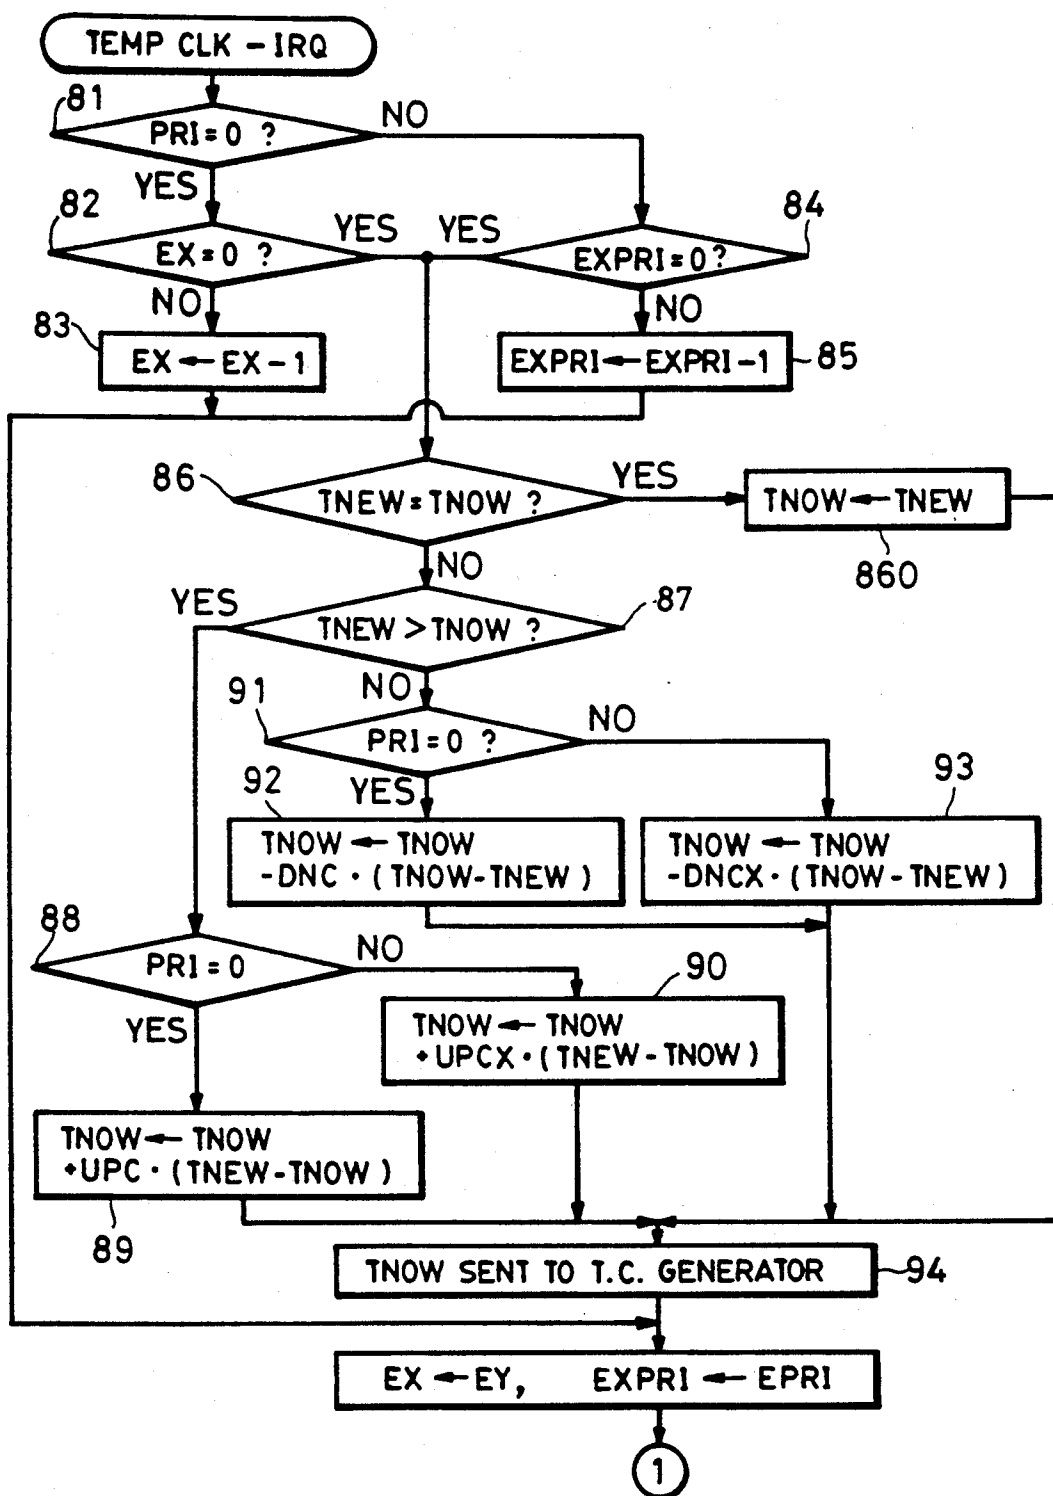 TEMP CLK - IRQ
81
PRI = 0 ?
NO
YES
82
EX = 0 ?
YES
YES
84
EXPRI = 0 ?
NO
NO
83
EX ← EX - 1
EXPRI ← EXPRI - 1
85
86
TNEW = TNOW ?
YES
TNOW ← TNEW
860
NO
YES
TNEW > TNOW ?
87
NO
91
PRI = 0 ?
NO
YES
92
TNOW ← TNOW
- DNC · ( TNOW - TNEW )
93
TNOW ← TNOW
- DNCX · ( TNOW - TNEW )
88
PRI = 0
NO
YES
90
TNOW ← TNOW
+ UPCX · ( TNEW - TNOW )
TNOW ← TNOW
+ UPC · ( TNEW - TNOW )
89
TNOW SENT TO T.C. GENERATOR
94
EX ← EY, EXPRI ← EPRI
1